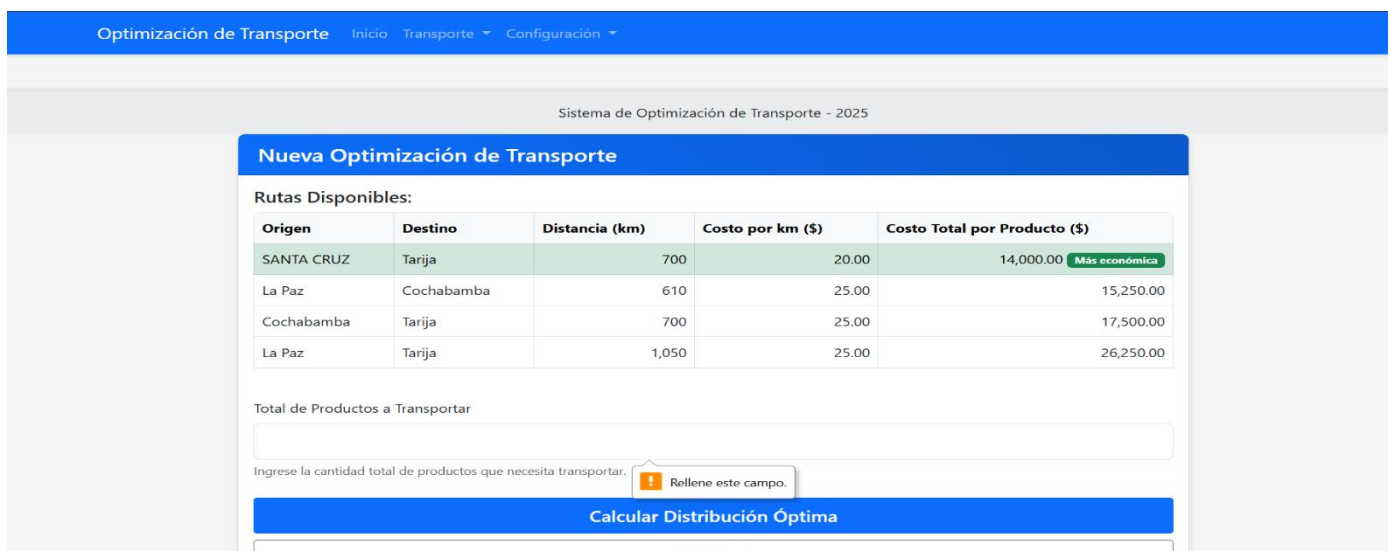 Optimización de Transporte Inicio Transporte Configuración
Sistema de Optimización de Transporte - 2025
Nueva Optimización de Transporte
Rutas Disponibles:
Origen Destino Distancia (km) Costo por km ($) Costo Total por Producto ($)
SANTA CRUZ Tarija 700 20.00 14,000.00 Más económica
La Paz Cochabamba 610 25.00 15,250.00
Cochabamba Tarija 700 25.00 17,500.00
La Paz Tarija 1,050 25.00 26,250.00
Total de Productos a Transportar
Ingrese la cantidad total de productos que necesita transportar.
Rellene este campo.
Calcular Distribución Óptima